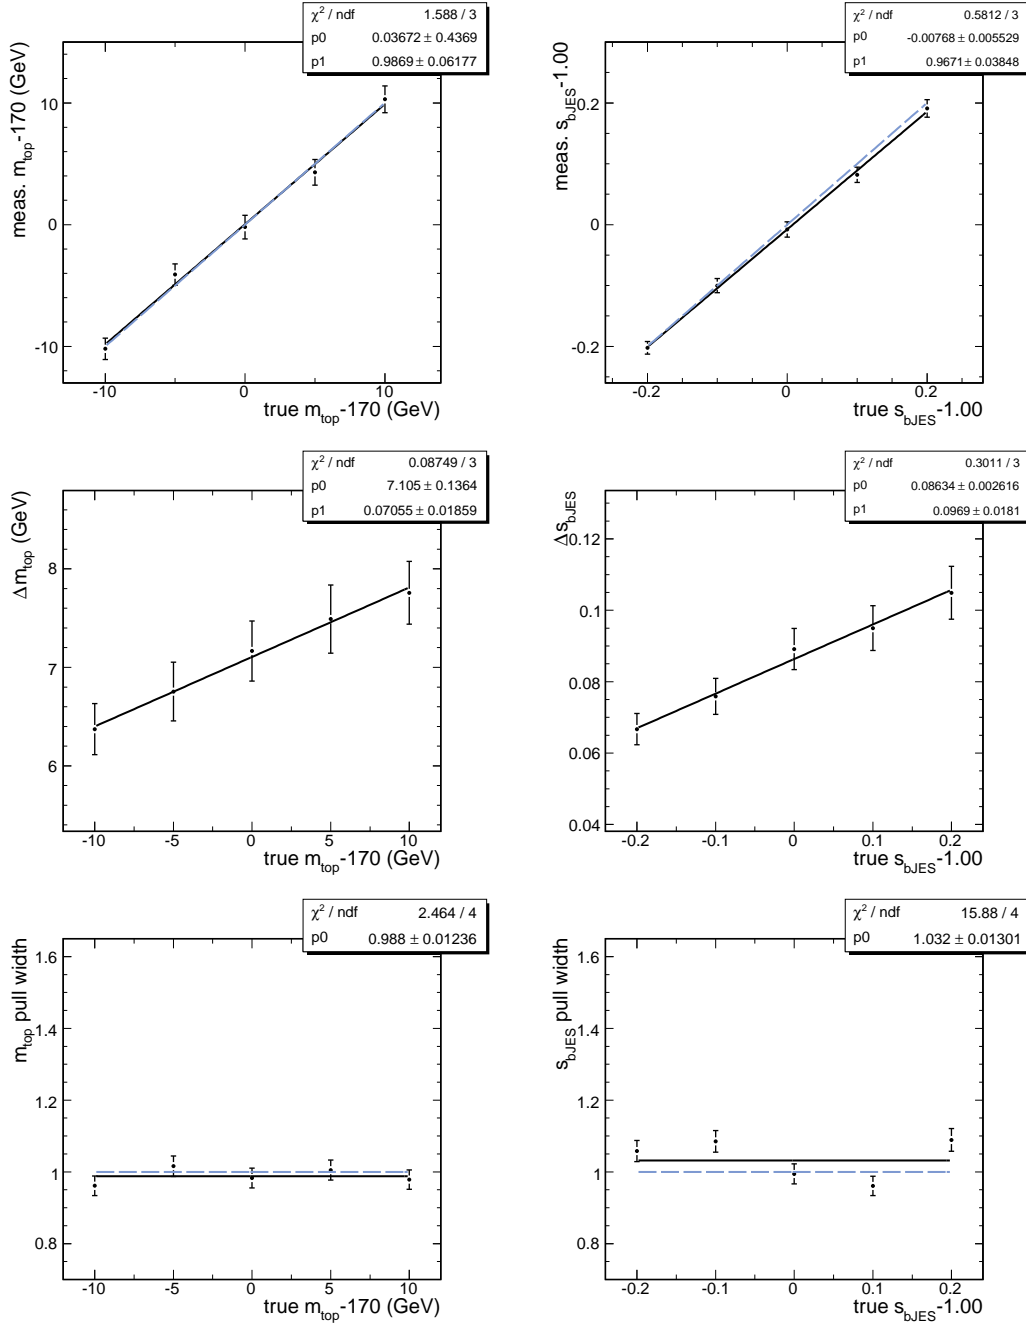 χ² / ndf 1.588 / 3
p0 0.03672 ± 0.4369
p1 0.9869 ± 0.06177
meas. m_top-170 (GeV)
10
0
-10
-10 0 10
true m_top-170 (GeV)
χ² / ndf 0.5812 / 3
p0 -0.00768 ± 0.005529
p1 0.9671 ± 0.03848
meas. s_bJES-1.00
0.2
0
-0.2
-0.2 0 0.2
true s_bJES-1.00
χ² / ndf 0.08749 / 3
p0 7.105 ± 0.1364
p1 0.07055 ± 0.01859
Δm_top (GeV)
8
7
6
-10 -5 0 5 10
true m_top-170 (GeV)
χ² / ndf 0.3011 / 3
p0 0.08634 ± 0.002616
p1 0.0969 ± 0.0181
Δs_bJES
0.12
0.1
0.08
0.06
0.04
-0.2 -0.1 0 0.1 0.2
true s_bJES-1.00
χ² / ndf 2.464 / 4
p0 0.988 ± 0.01236
m_top pull width
1.6
1.4
1.2
1
0.8
-10 -5 0 5 10
true m_top-170 (GeV)
χ² / ndf 15.88 / 4
p0 1.032 ± 0.01301
s_bJES pull width
1.6
1.4
1.2
1
0.8
-0.2 -0.1 0 0.1 0.2
true s_bJES-1.00